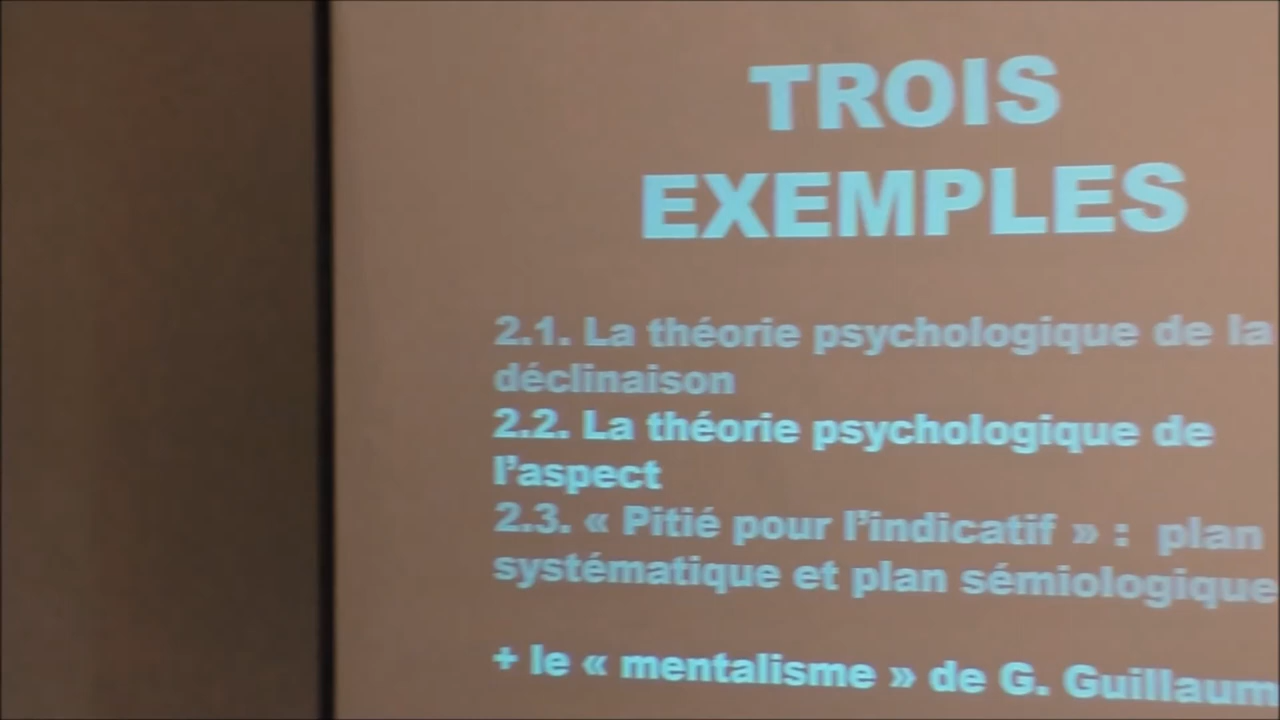 TROIS
EXEMPLES
2.1. La théorie psychologique de la
déclinaison
2.2. La théorie psychologique de
l'aspect
2.3. « Pitié pour l'indicatif » : plan
systématique et plan sémiologique
+ le « mentalisme » de G. Guillaum